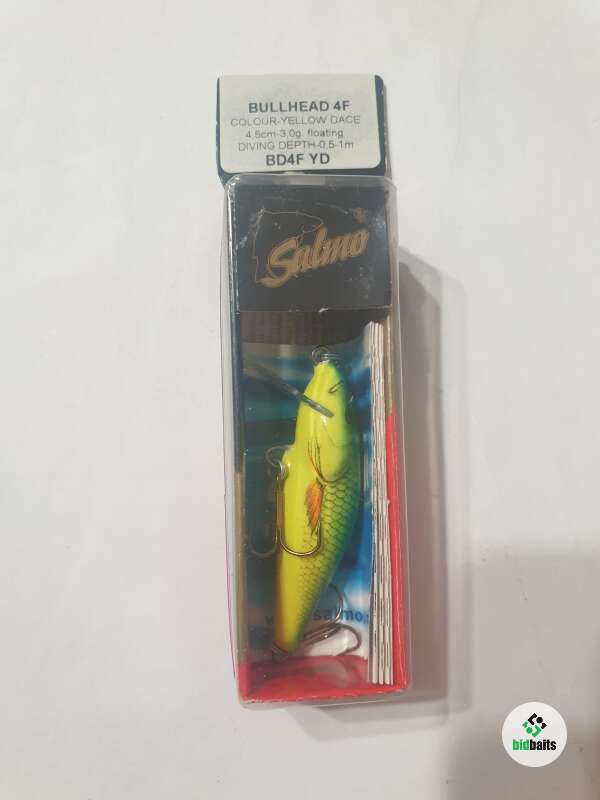 BULLHEAD 4F
COLOUR-YELLOW DACE
4,5cm-3,0g. floating
DIVING DEPTH-0,5-1m
BD4F YD
Salmo
salmo.
bidbaits